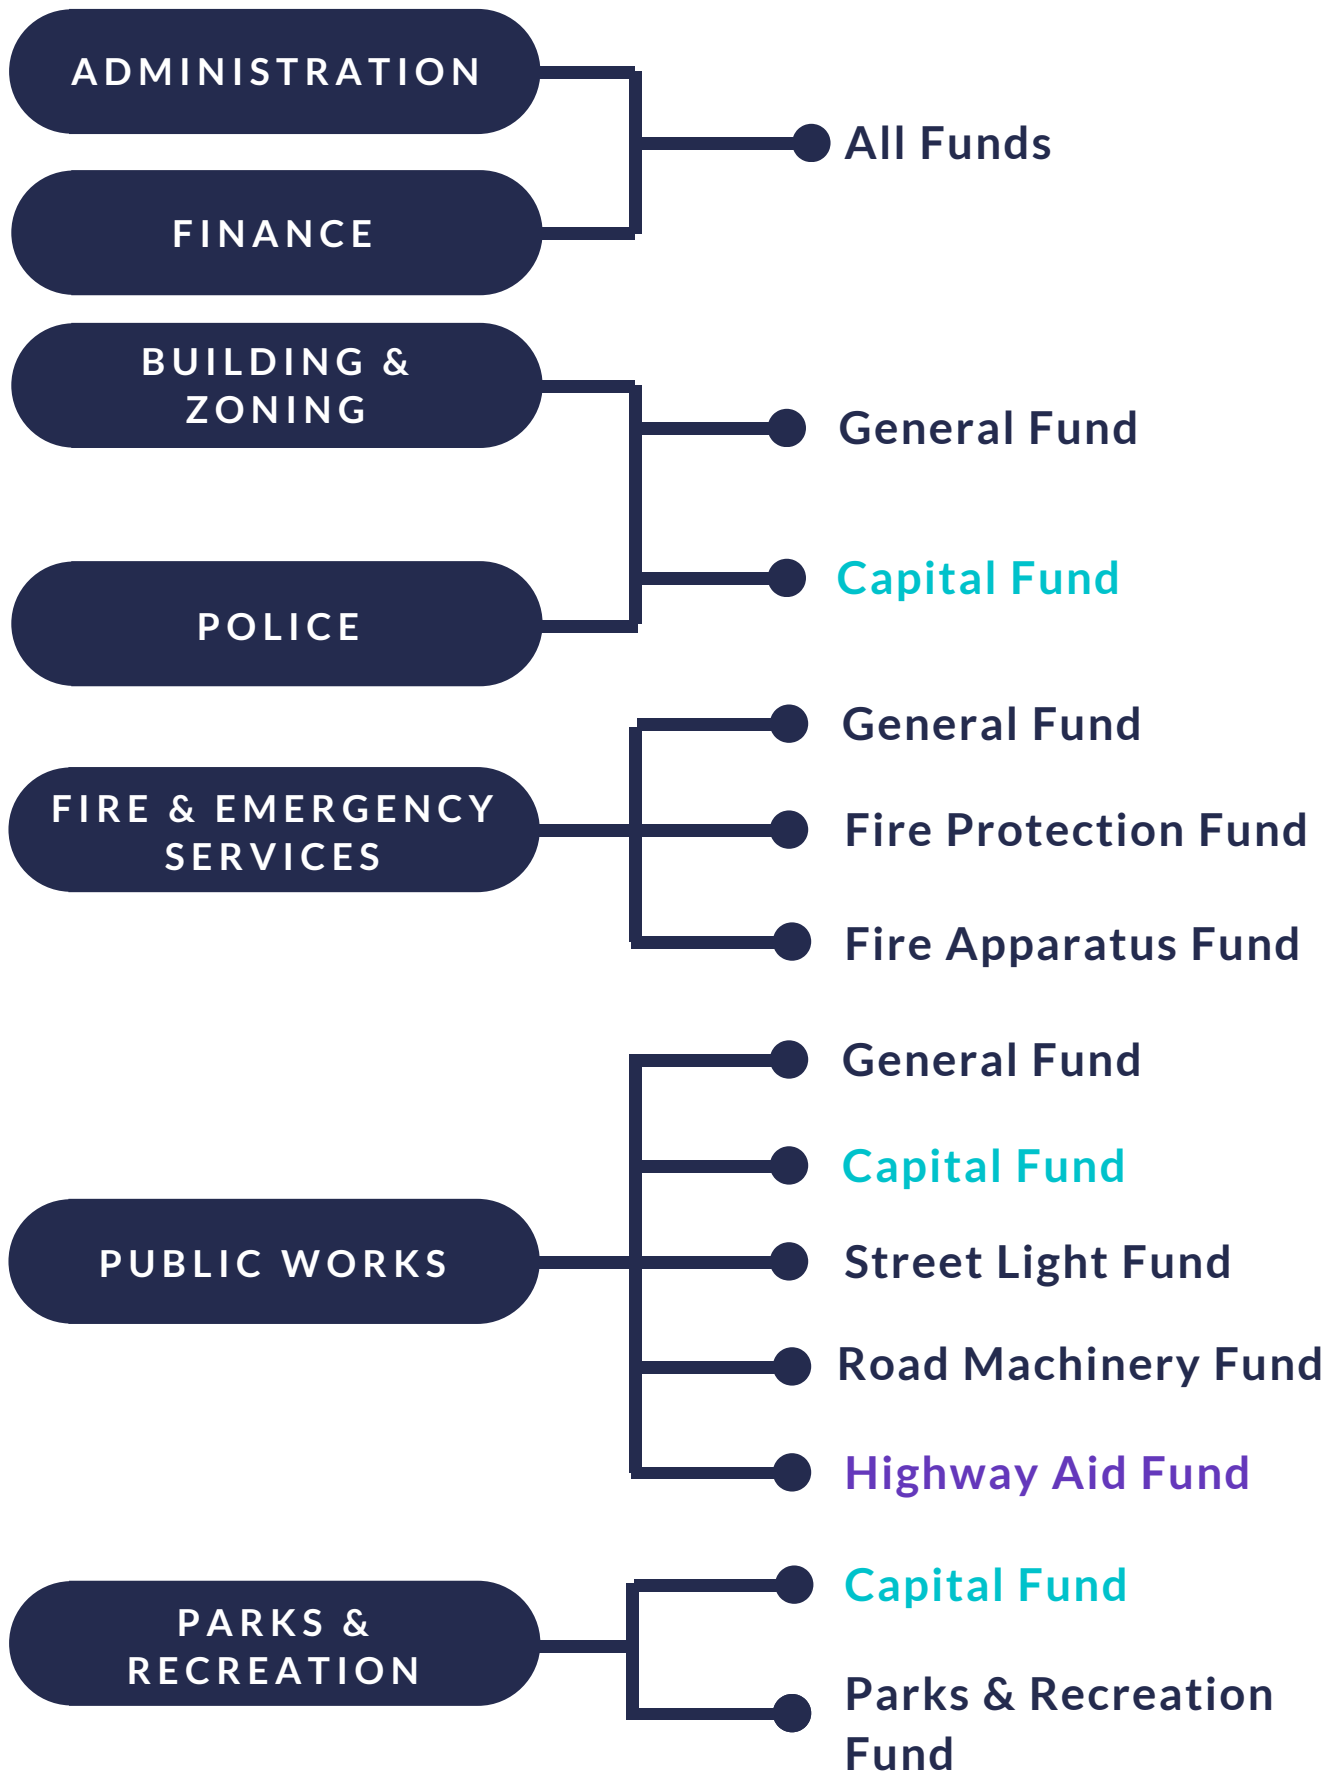 ADMINISTRATION
All Funds
FINANCE
BUILDING &
ZONING
General Fund
Capital Fund
POLICE
General Fund
FIRE & EMERGENCY
SERVICES
Fire Protection Fund
Fire Apparatus Fund
General Fund
Capital Fund
PUBLIC WORKS
Street Light Fund
Road Machinery Fund
Highway Aid Fund
Capital Fund
PARKS &
RECREATION
Parks & Recreation
Fund